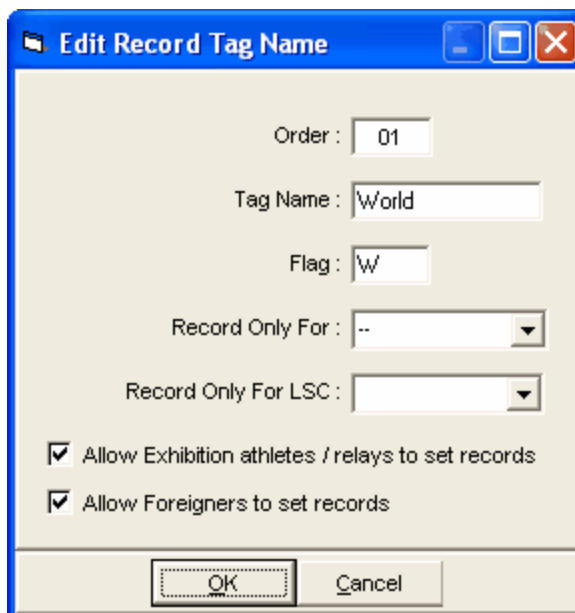 Edit Record Tag Name
Order : 01
Tag Name : World
Flag : W
Record Only For : --
Record Only For LSC :
Allow Exhibition athletes / relays to set records
Allow Foreigners to set records
OK Cancel